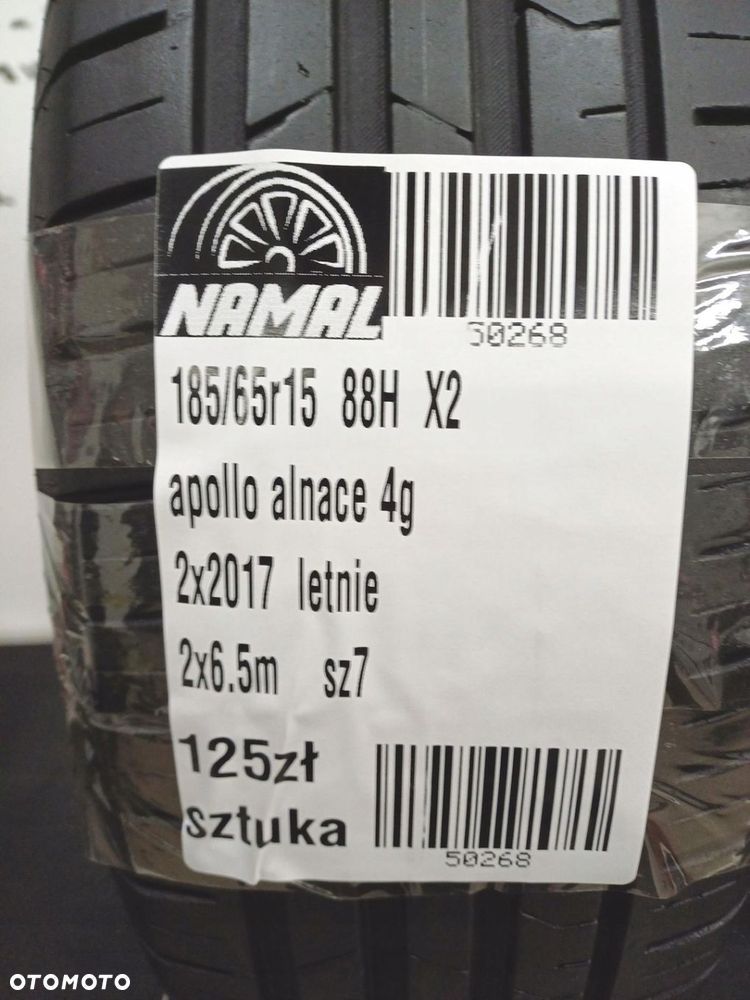 NAMAL
50268
185/65r15 88H X2
apollo alnace 4g
2x2017 letnie
2x6.5m sz7
125zł
sztuka
50268
OTOMOTO